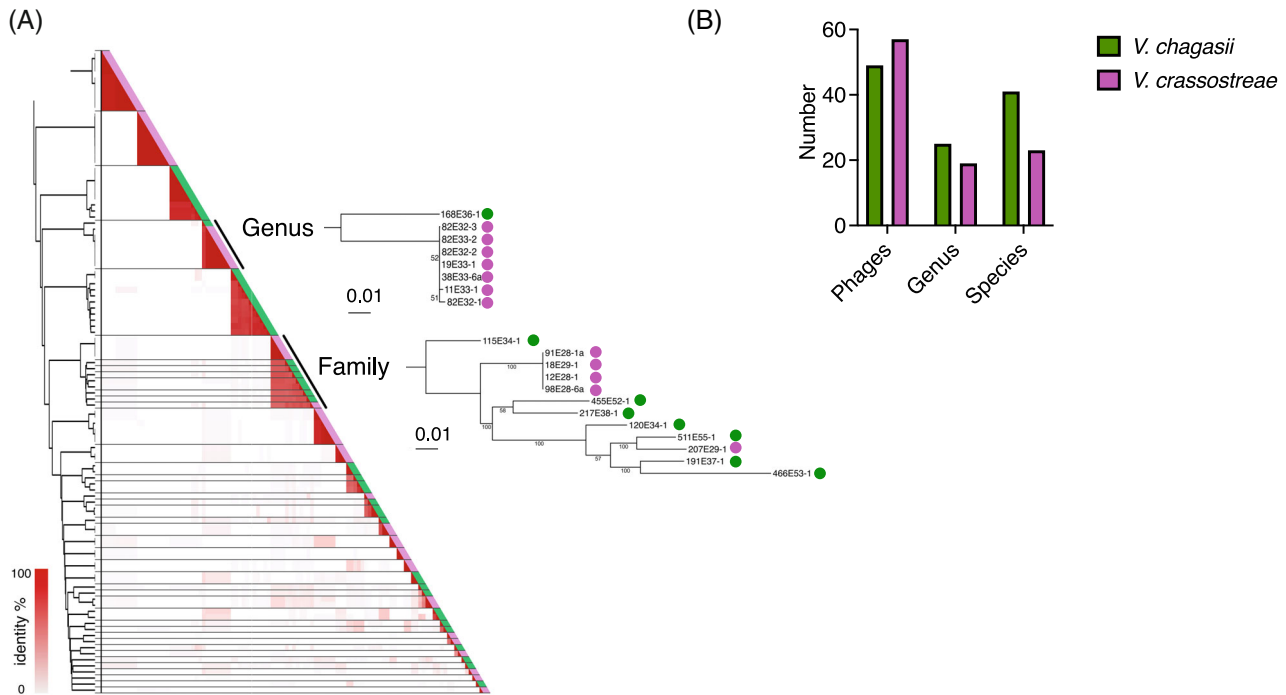 (A)
(B)
60
40
20
0
Number
Phages
Genus
Species
V. chagasii
V. crassostreae
Genus
168E36-1
82E32-3
82E33-2
82E32-2
52
19E33-1
38E33-6a
11E33-1
51
82E32-1
0.01
Family
115E34-1
91E28-1a
100
18E29-1
12E28-1
98E28-6a
455E52-1
58
217E38-1
100
120E34-1
0.01
100
511E55-1
100
207E29-1
57
191E37-1
100
466E53-1
100
identity %
0